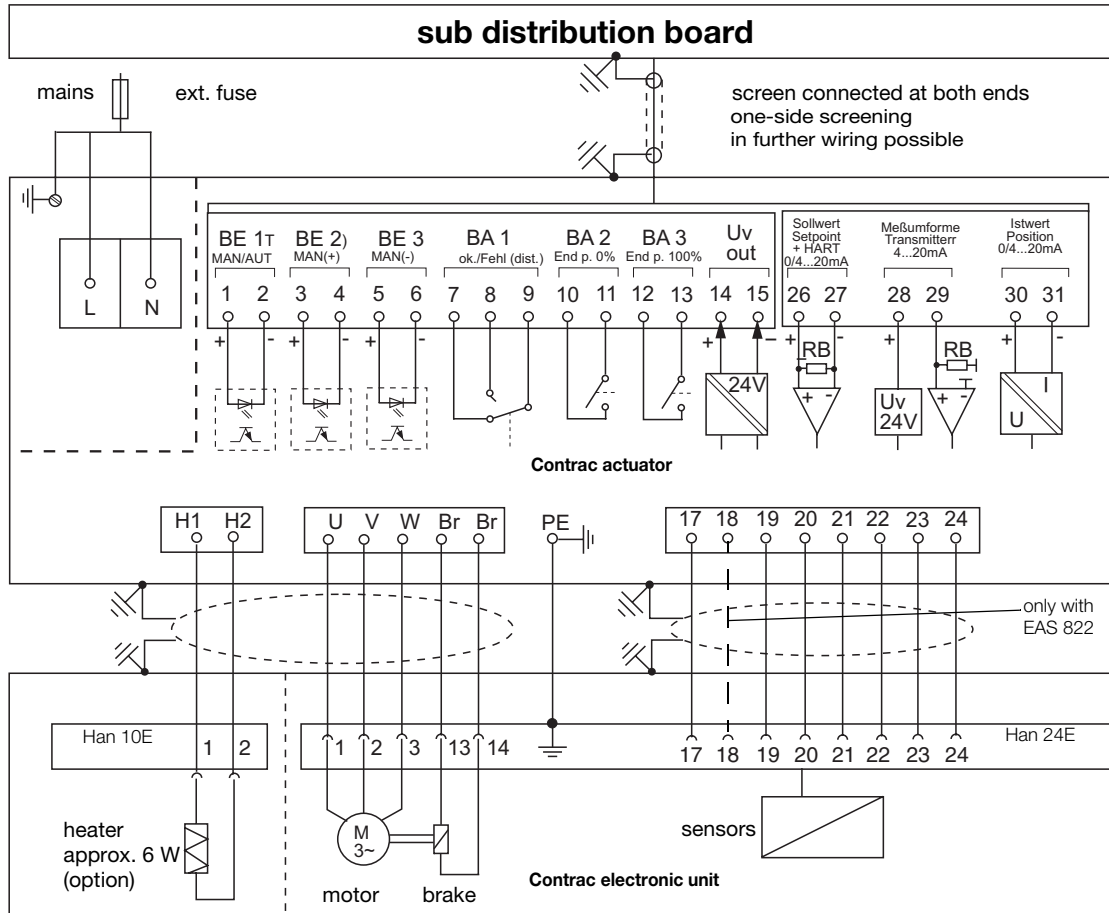 sub distribution board
mains
ext. fuse
screen connected at both ends
one-side screening
in further wiring possible
L N
BE 1T
MAN/AUT
BE 2)
MAN(+)
BE 3
MAN(-)
BA 1
ok./Fehl (dist.)
BA 2
End p. 0%
BA 3
End p. 100%
Uv
out
Sollwert
Setpoint
+ HART
0/4...20mA
Meßumforme
Transmitterr
4...20mA
Istwert
Position
0/4...20mA
1 2 3 4 5 6 7 8 9 10 11 12 13 14 15 26 27 28 29 30 31
+ - + - + - + - + - + + -
RB RB
24V
+ -
Uv
24V
+ -
I
U
Contrac actuator
H1 H2
U V W Br Br
PE
17 18 19 20 21 22 23 24
only with
EAS 822
Han 10E
1 2
1 2 3 13 14
17 18 19 20 21 22 23 24
Han 24E
heater
approx. 6 W
(option)
M
3~
motor
brake
sensors
Contrac electronic unit